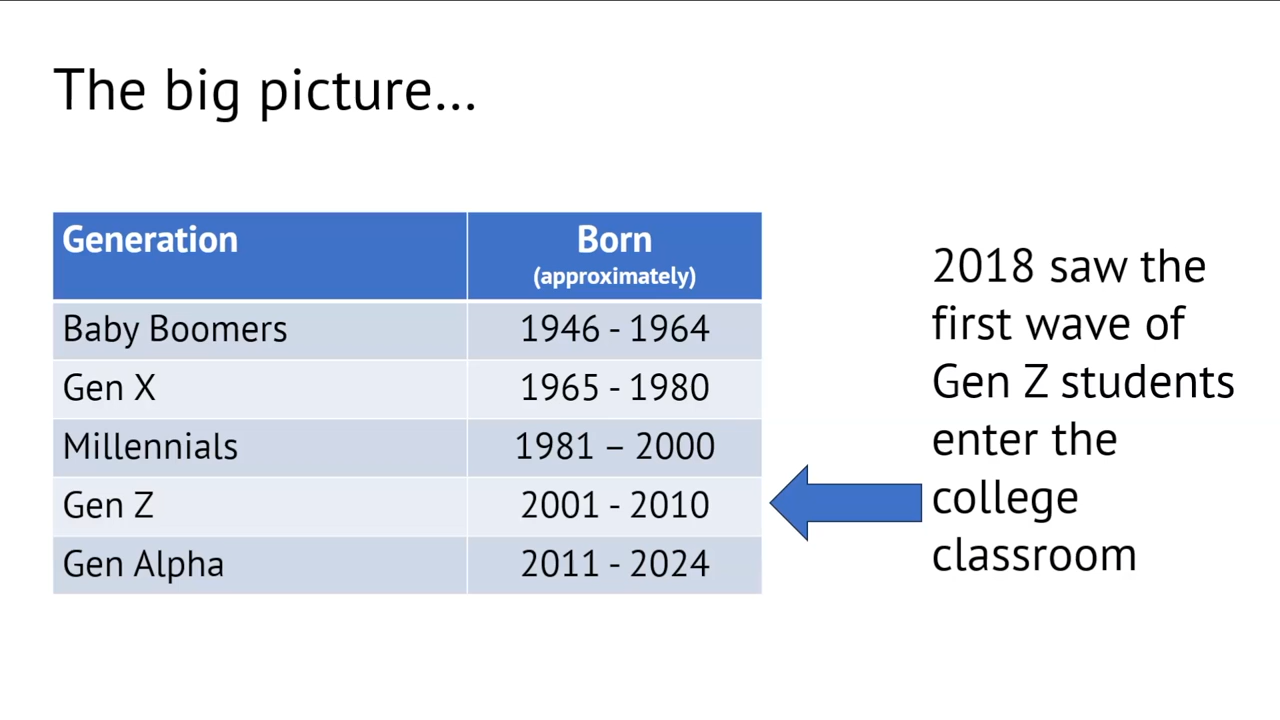 The big picture...
Generation Born
(approximately)
Baby Boomers 1946 - 1964
Gen X 1965 - 1980
Millennials 1981 – 2000
Gen Z 2001 - 2010
Gen Alpha 2011 - 2024
2018 saw the
first wave of
Gen Z students
enter the
college
classroom